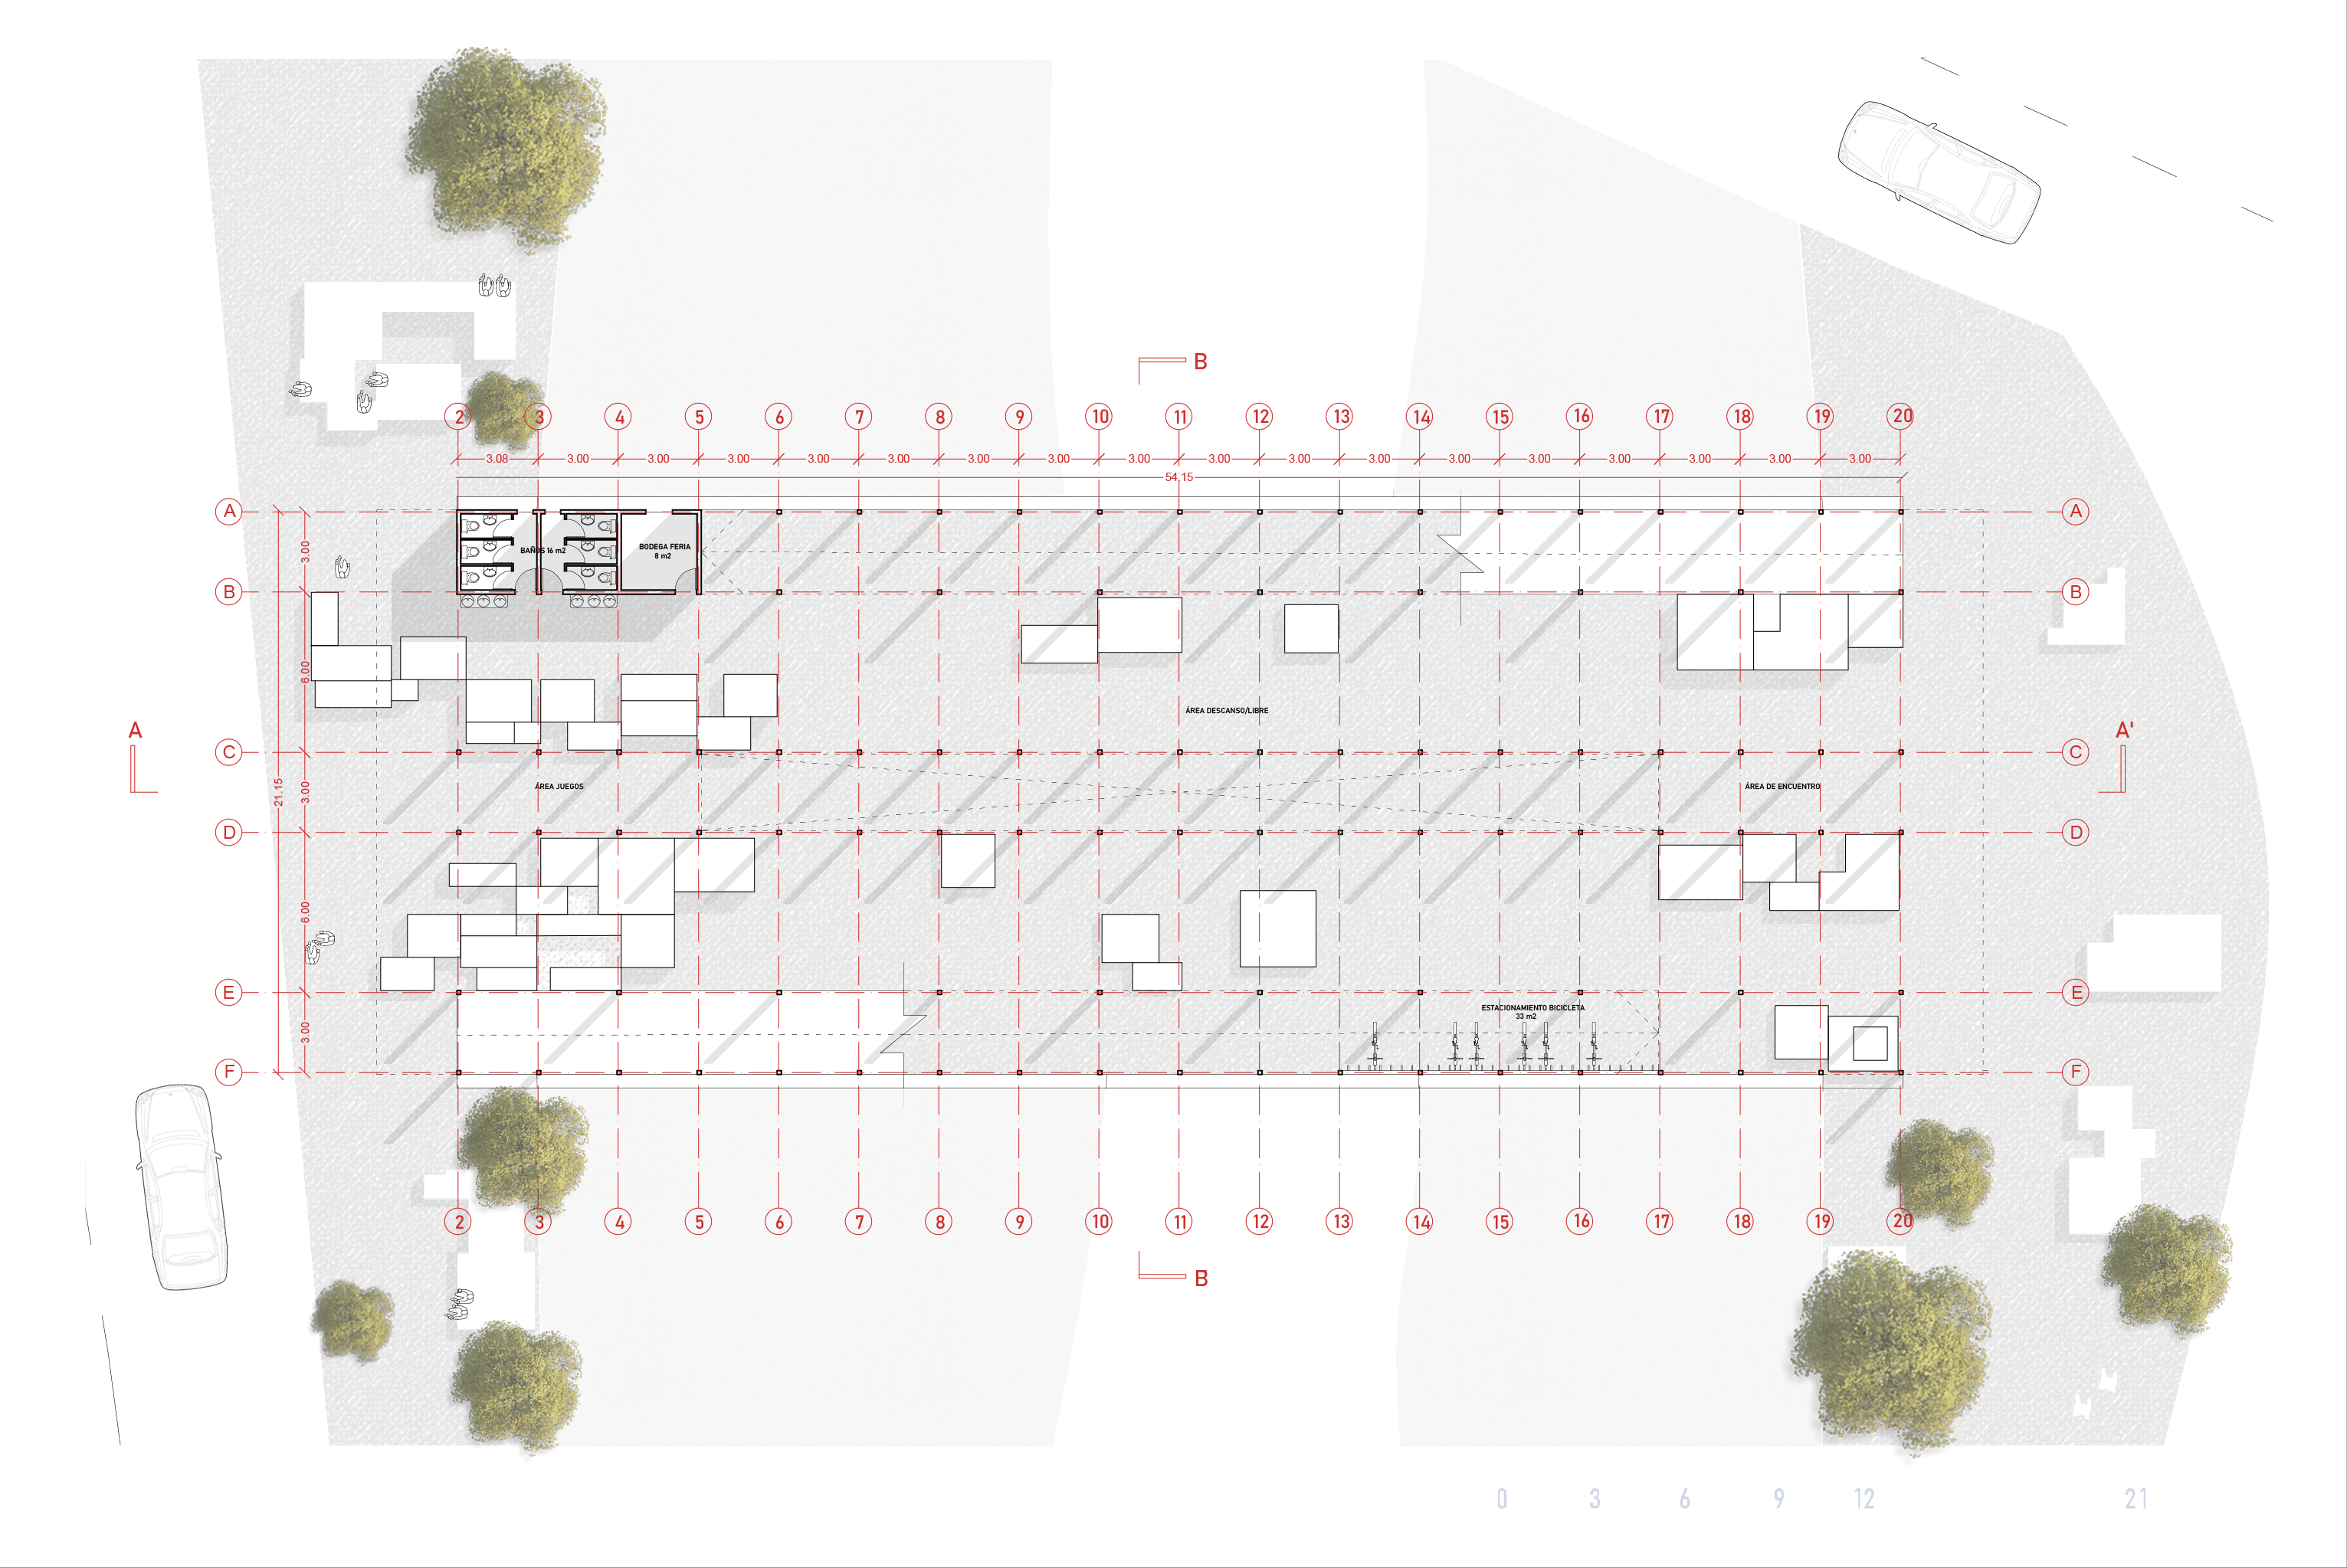 B
2 3 4 5 6 7 8 9 10 11 12 13 14 15 16 17 18 19 20
3.08 3.00 3.00 3.00 3.00 3.00 3.00 3.00 3.00 3.00 3.00 3.00 3.00 3.00 3.00 3.00 3.00 3.00
54.15
A A
3.00
BAÑOS 16 m2
BODEGA FERIA
8 m2
B B
6.00
ÁREA DESCANSO/LIBRE
A A'
C C
21.15
3.00
ÁREA JUEGOS
ÁREA DE ENCUENTRO
D D
6.00
E E
ESTACIONAMIENTO BICICLETA
33 m2
3.00
F F
2 3 4 5 6 7 8 9 10 11 12 13 14 15 16 17 18 19 20
B
0 3 6 9 12 21